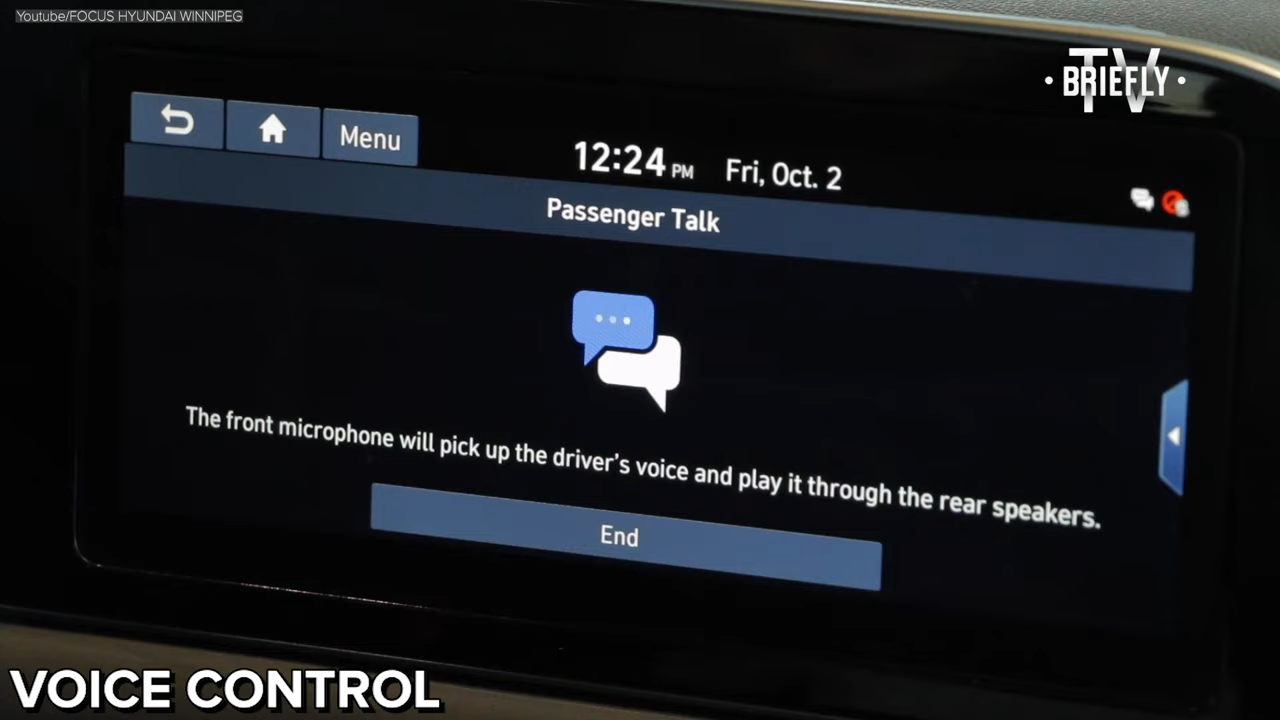 Youtube/FOCUS HYUNDAI WINNIPEG
TV
BRIEFLY
Menu
12:24 PM Fri, Oct. 2
Passenger Talk
The front microphone will pick up the driver's voice and play it through the rear speakers.
End
VOICE CONTROL